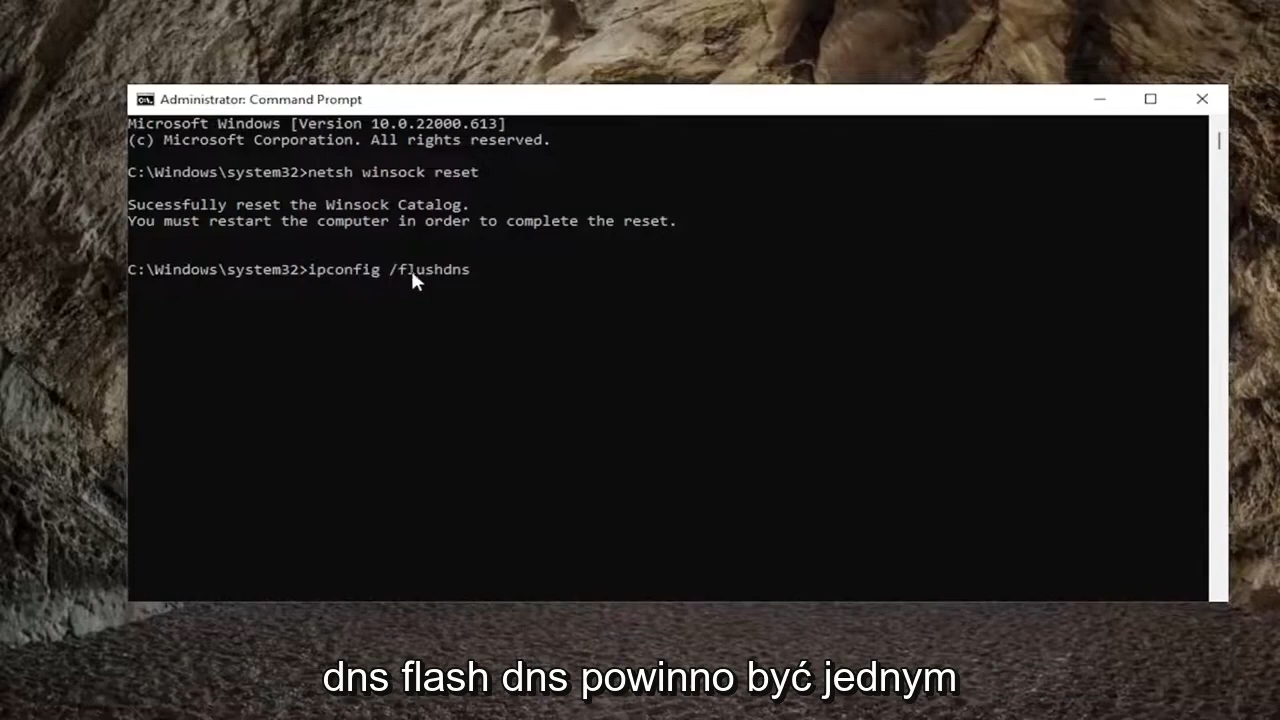 Administrator: Command Prompt
Microsoft Windows [Version 10.0.22000.613]
(c) Microsoft Corporation. All rights reserved.
C:\Windows\system32>netsh winsock reset
Sucessfully reset the Winsock Catalog.
You must restart the computer in order to complete the reset.
C:\Windows\system32>ipconfig /flushdns
dns flash dns powinno być jednym